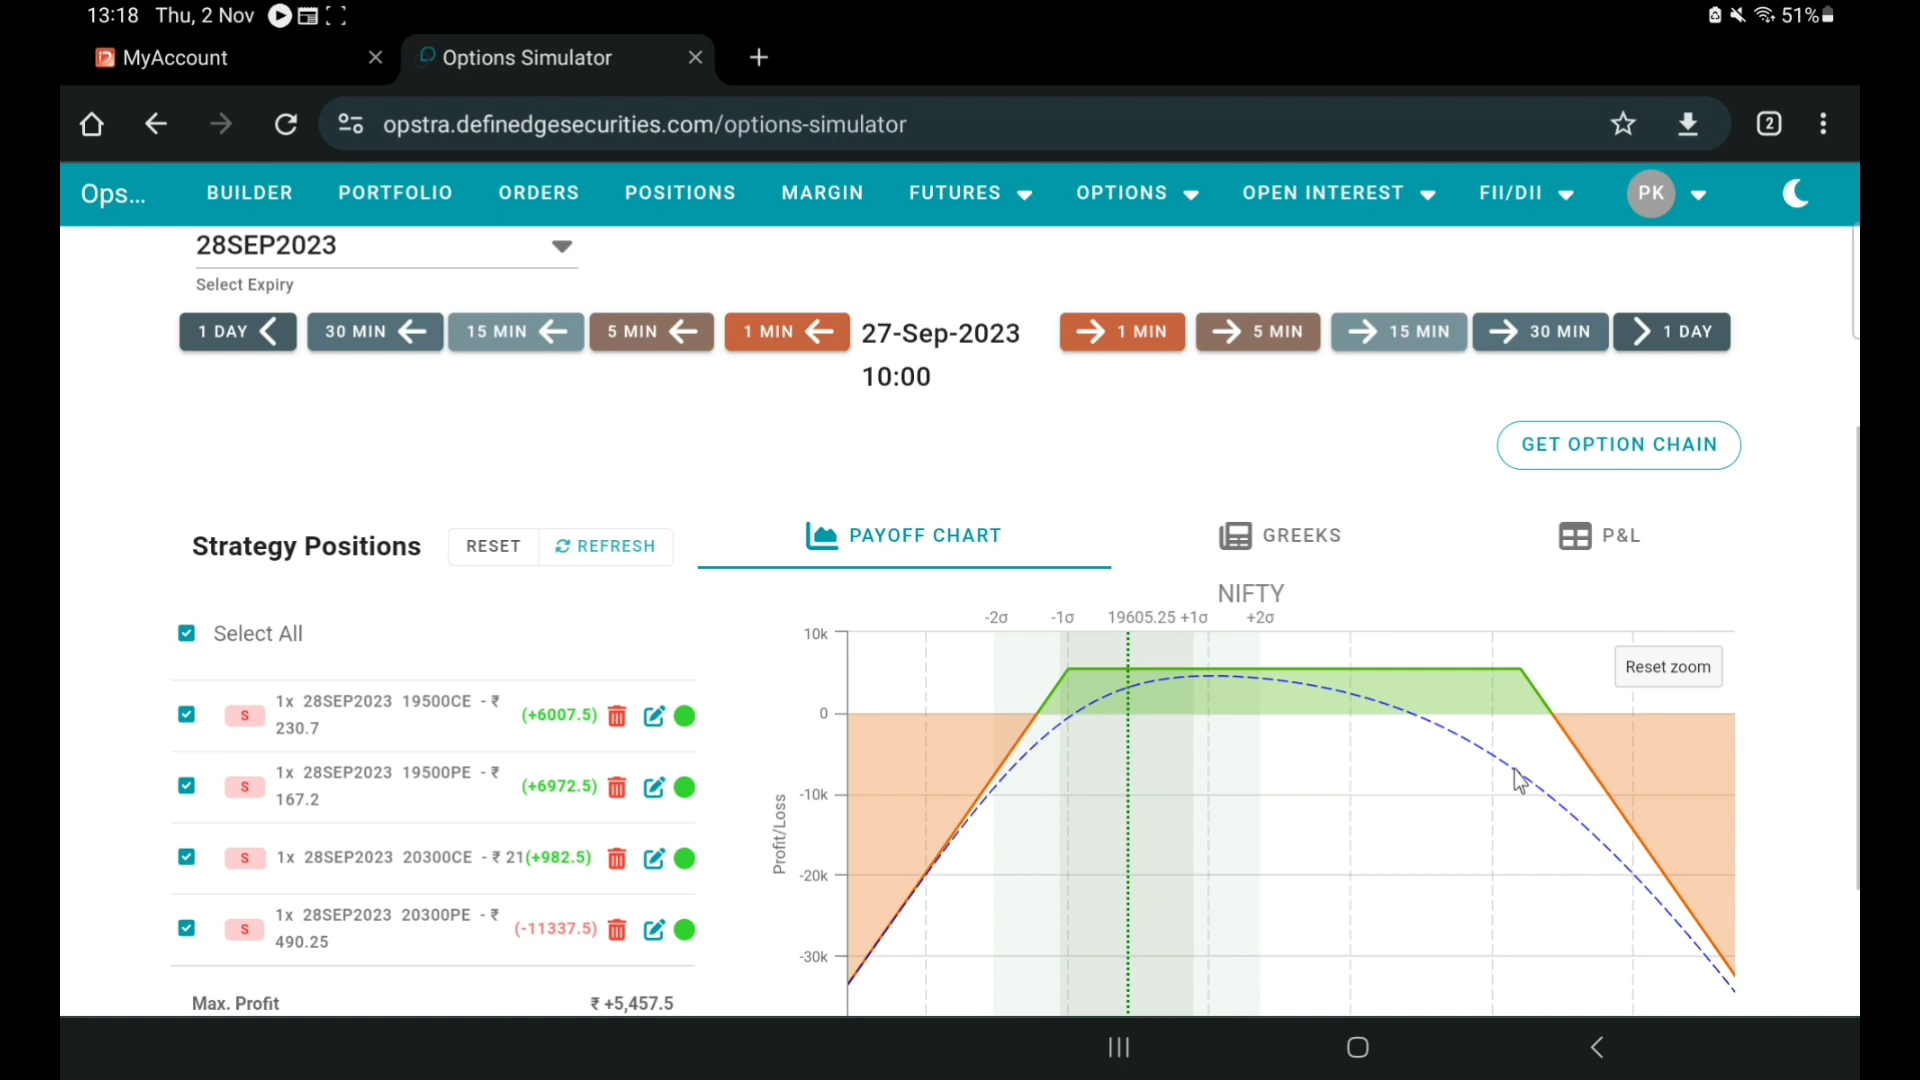 13:18 Thu, 2 Nov
51%
MyAccount
Options Simulator
opstra.definedgesecurities.com/options-simulator
2
Ops...
BUILDER
PORTFOLIO
ORDERS
POSITIONS
MARGIN
FUTURES
OPTIONS
OPEN INTEREST
FII/DII
PK
28SEP2023
Select Expiry
1 DAY
30 MIN
15 MIN
5 MIN
1 MIN
27-Sep-2023
10:00
1 MIN
5 MIN
15 MIN
30 MIN
1 DAY
GET OPTION CHAIN
Strategy Positions
RESET
REFRESH
PAYOFF CHART
GREEKS
P&L
Select All
S 1x 28SEP2023 19500CE - ₹
230.7
(+6007.5)
S 1x 28SEP2023 19500PE - ₹
167.2
(+6972.5)
S 1x 28SEP2023 20300CE - ₹ 21(+982.5)
S 1x 28SEP2023 20300PE - ₹
490.25
(-11337.5)
Max. Profit ₹ +5,457.5
NIFTY
-2σ -1σ 19605.25 +1σ +2σ
Reset zoom
10k
0
-10k
-20k
-30k
Profit/Loss